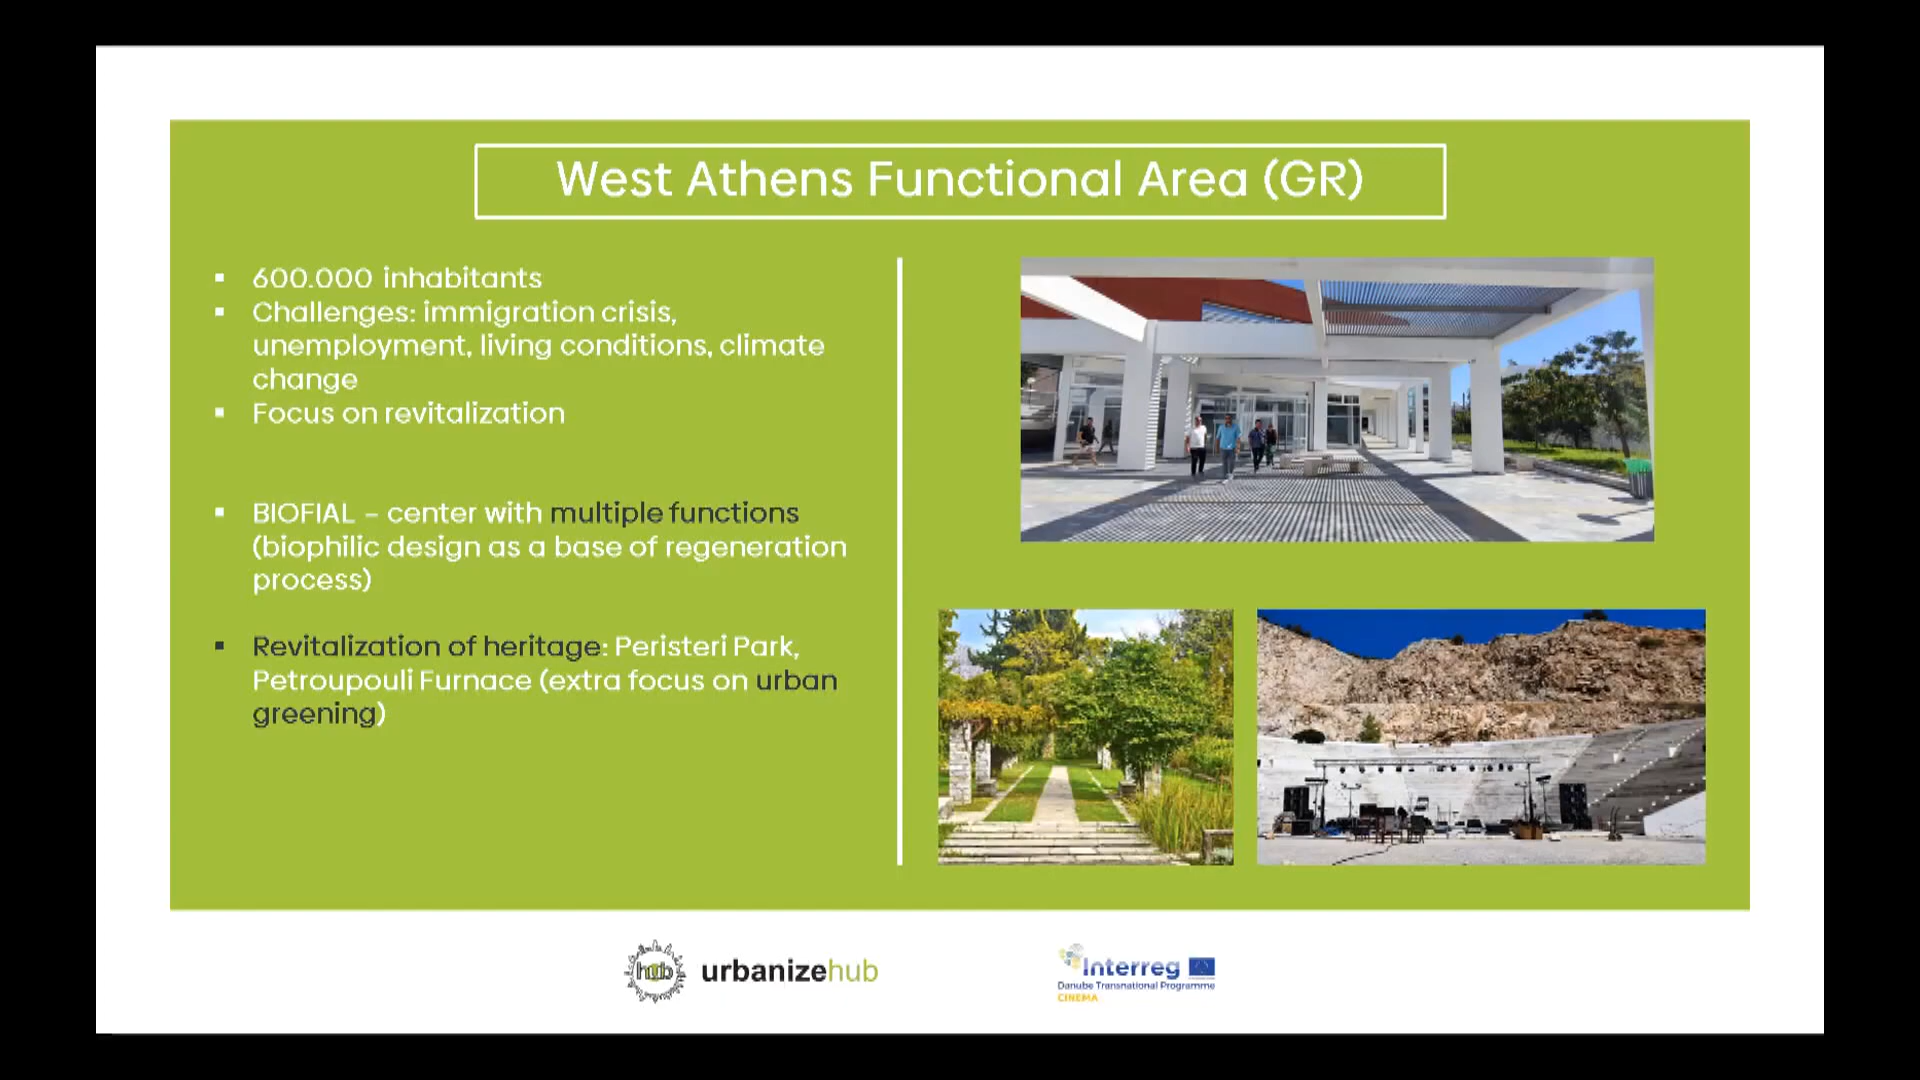 West Athens Functional Area (GR)
▪ 600.000 inhabitants
▪ Challenges: immigration crisis,
unemployment, living conditions, climate
change
▪ Focus on revitalization
▪ BIOFIAL – center with multiple functions
(biophilic design as a base of regeneration
process)
▪ Revitalization of heritage: Peristeri Park,
Petroupouli Furnace (extra focus on urban
greening)
hub urbanizehub
Interreg
Danube Transnational Programme
CINEMA